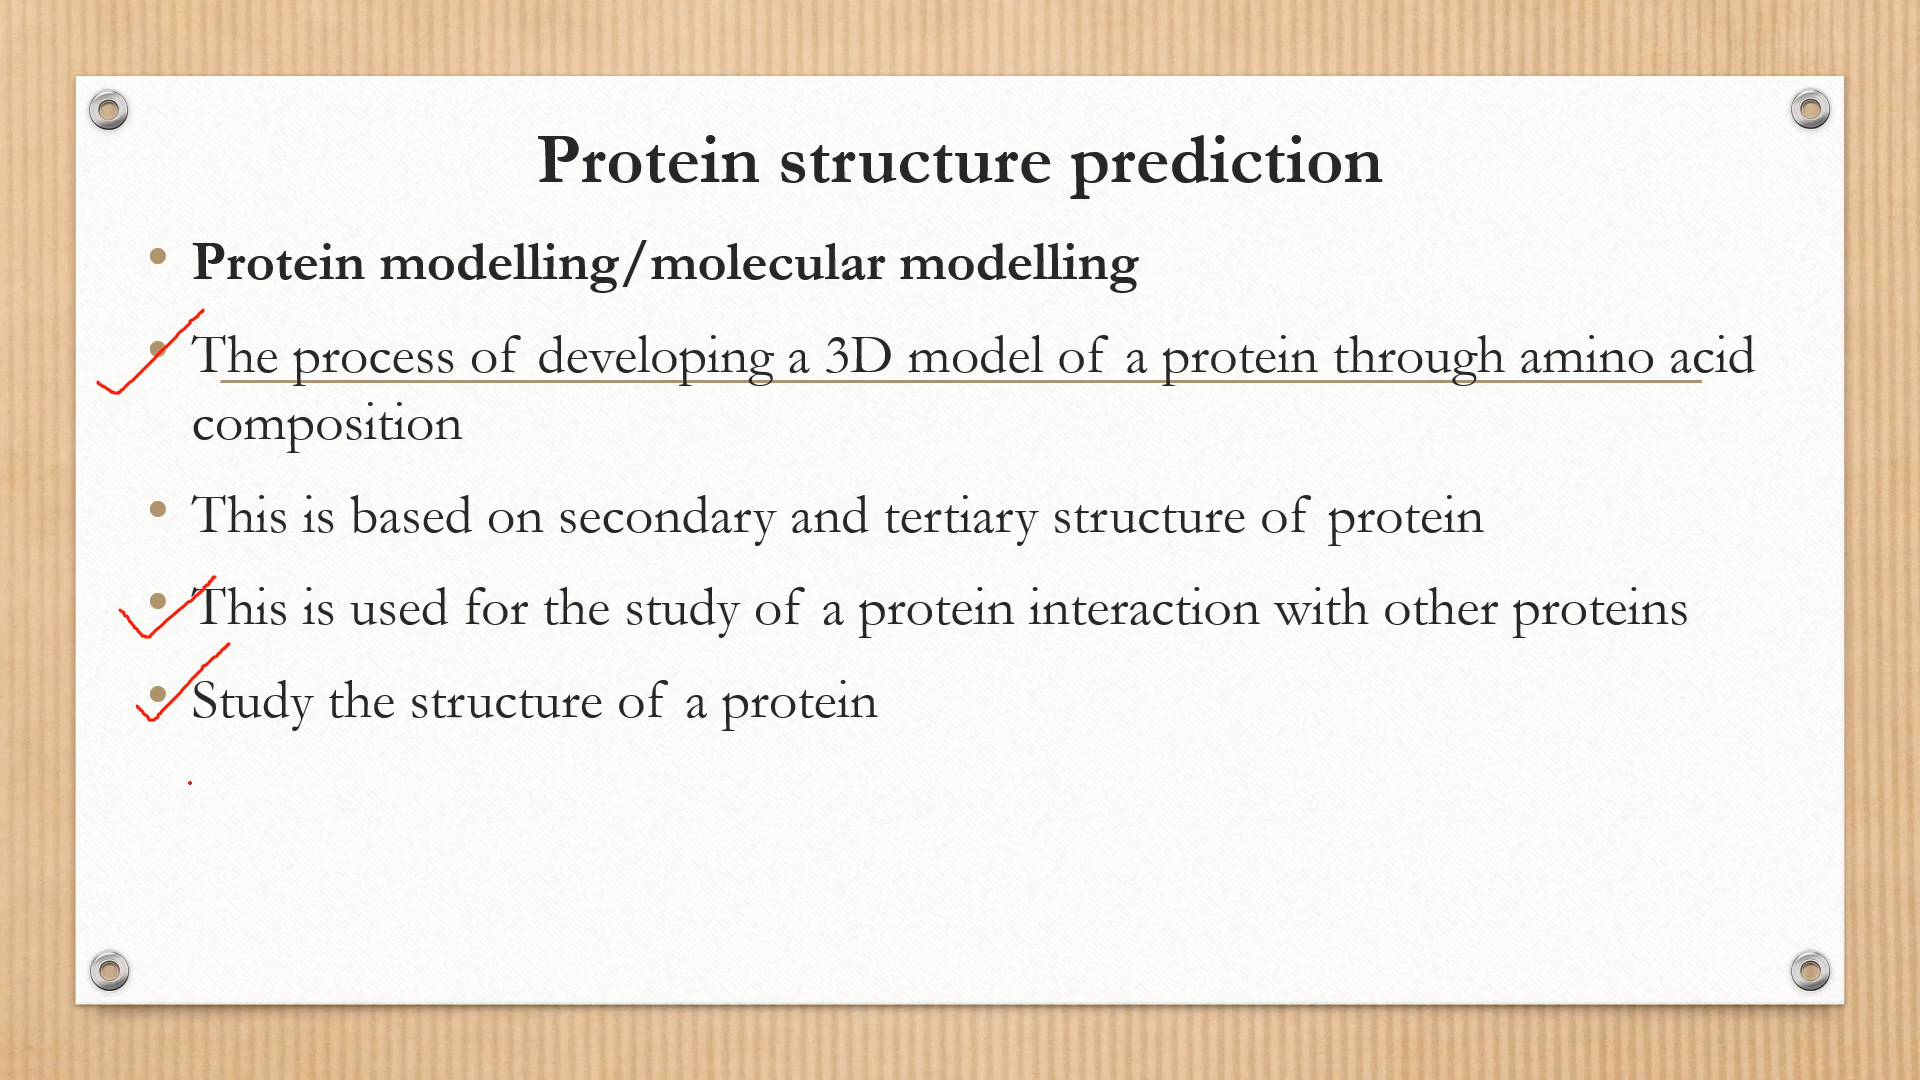 Protein structure prediction
• Protein modelling/molecular modelling
• The process of developing a 3D model of a protein through amino acid
composition
• This is based on secondary and tertiary structure of protein
• This is used for the study of a protein interaction with other proteins
• Study the structure of a protein